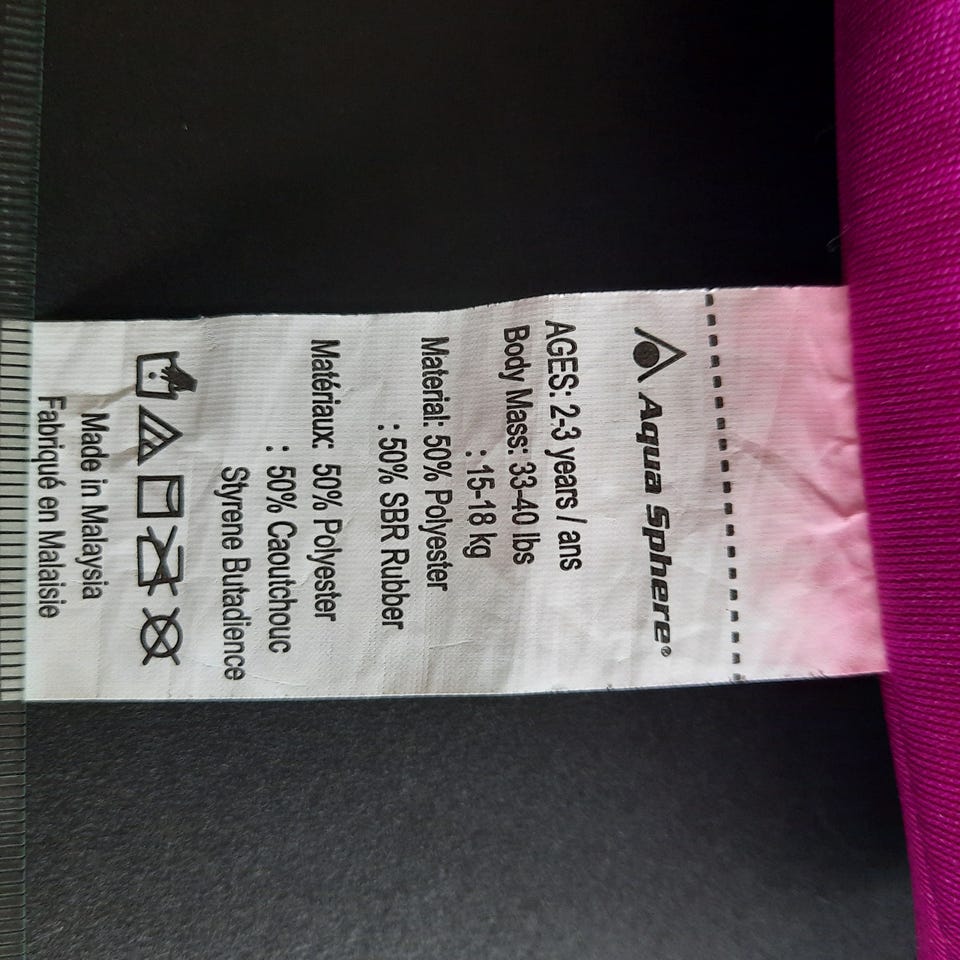 Aqua Sphere®
AGES: 2-3 years / ans
Body Mass: 33-40 lbs
: 15-18 kg
Material: 50% Polyester
: 50% SBR Rubber
Matériaux: 50% Polyester
: 50% Caoutchouc
Styrene Butadience
Made in Malaysia
Fabriqué en Malaisie